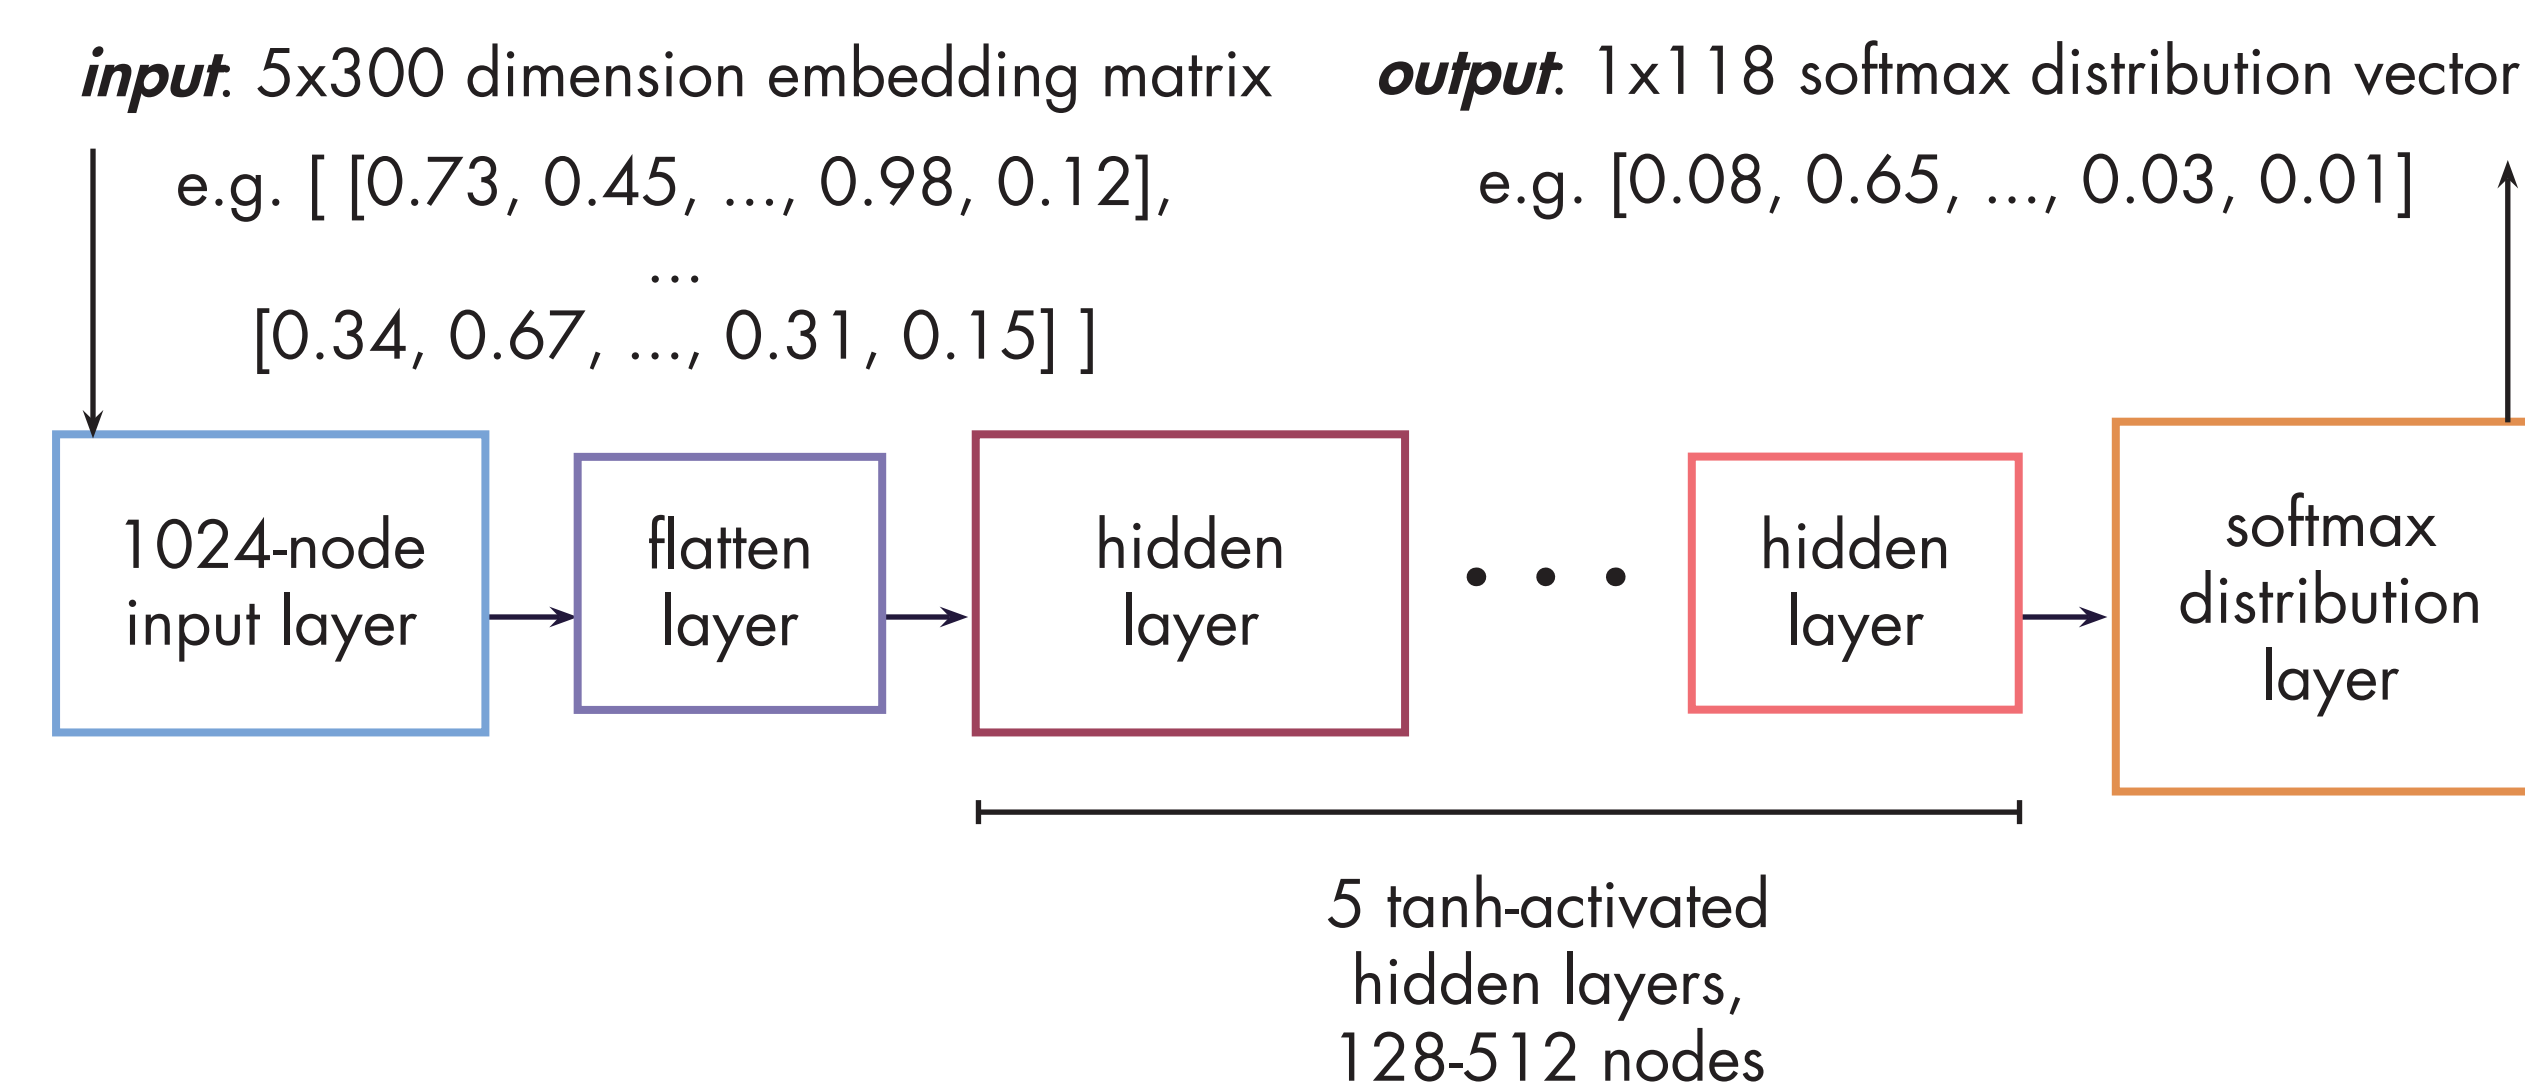 input: 5x300 dimension embedding matrix
e.g. [ [0.73, 0.45, ..., 0.98, 0.12],
...
[0.34, 0.67, ..., 0.31, 0.15] ]
output: 1x118 softmax distribution vector
e.g. [0.08, 0.65, ..., 0.03, 0.01]
1024-node
input layer
flatten
layer
hidden
layer
• • •
hidden
layer
softmax
distribution
layer
5 tanh-activated
hidden layers,
128-512 nodes